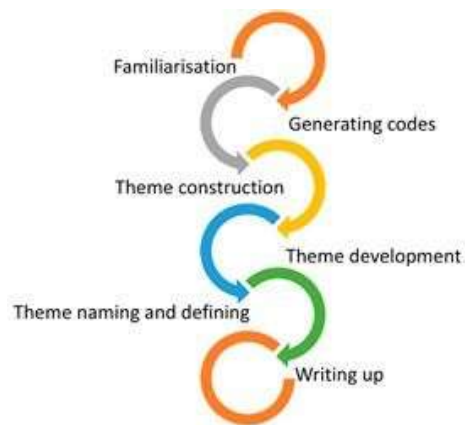 Familiarisation
Generating codes
Theme construction
Theme development
Theme naming and defining
Writing up